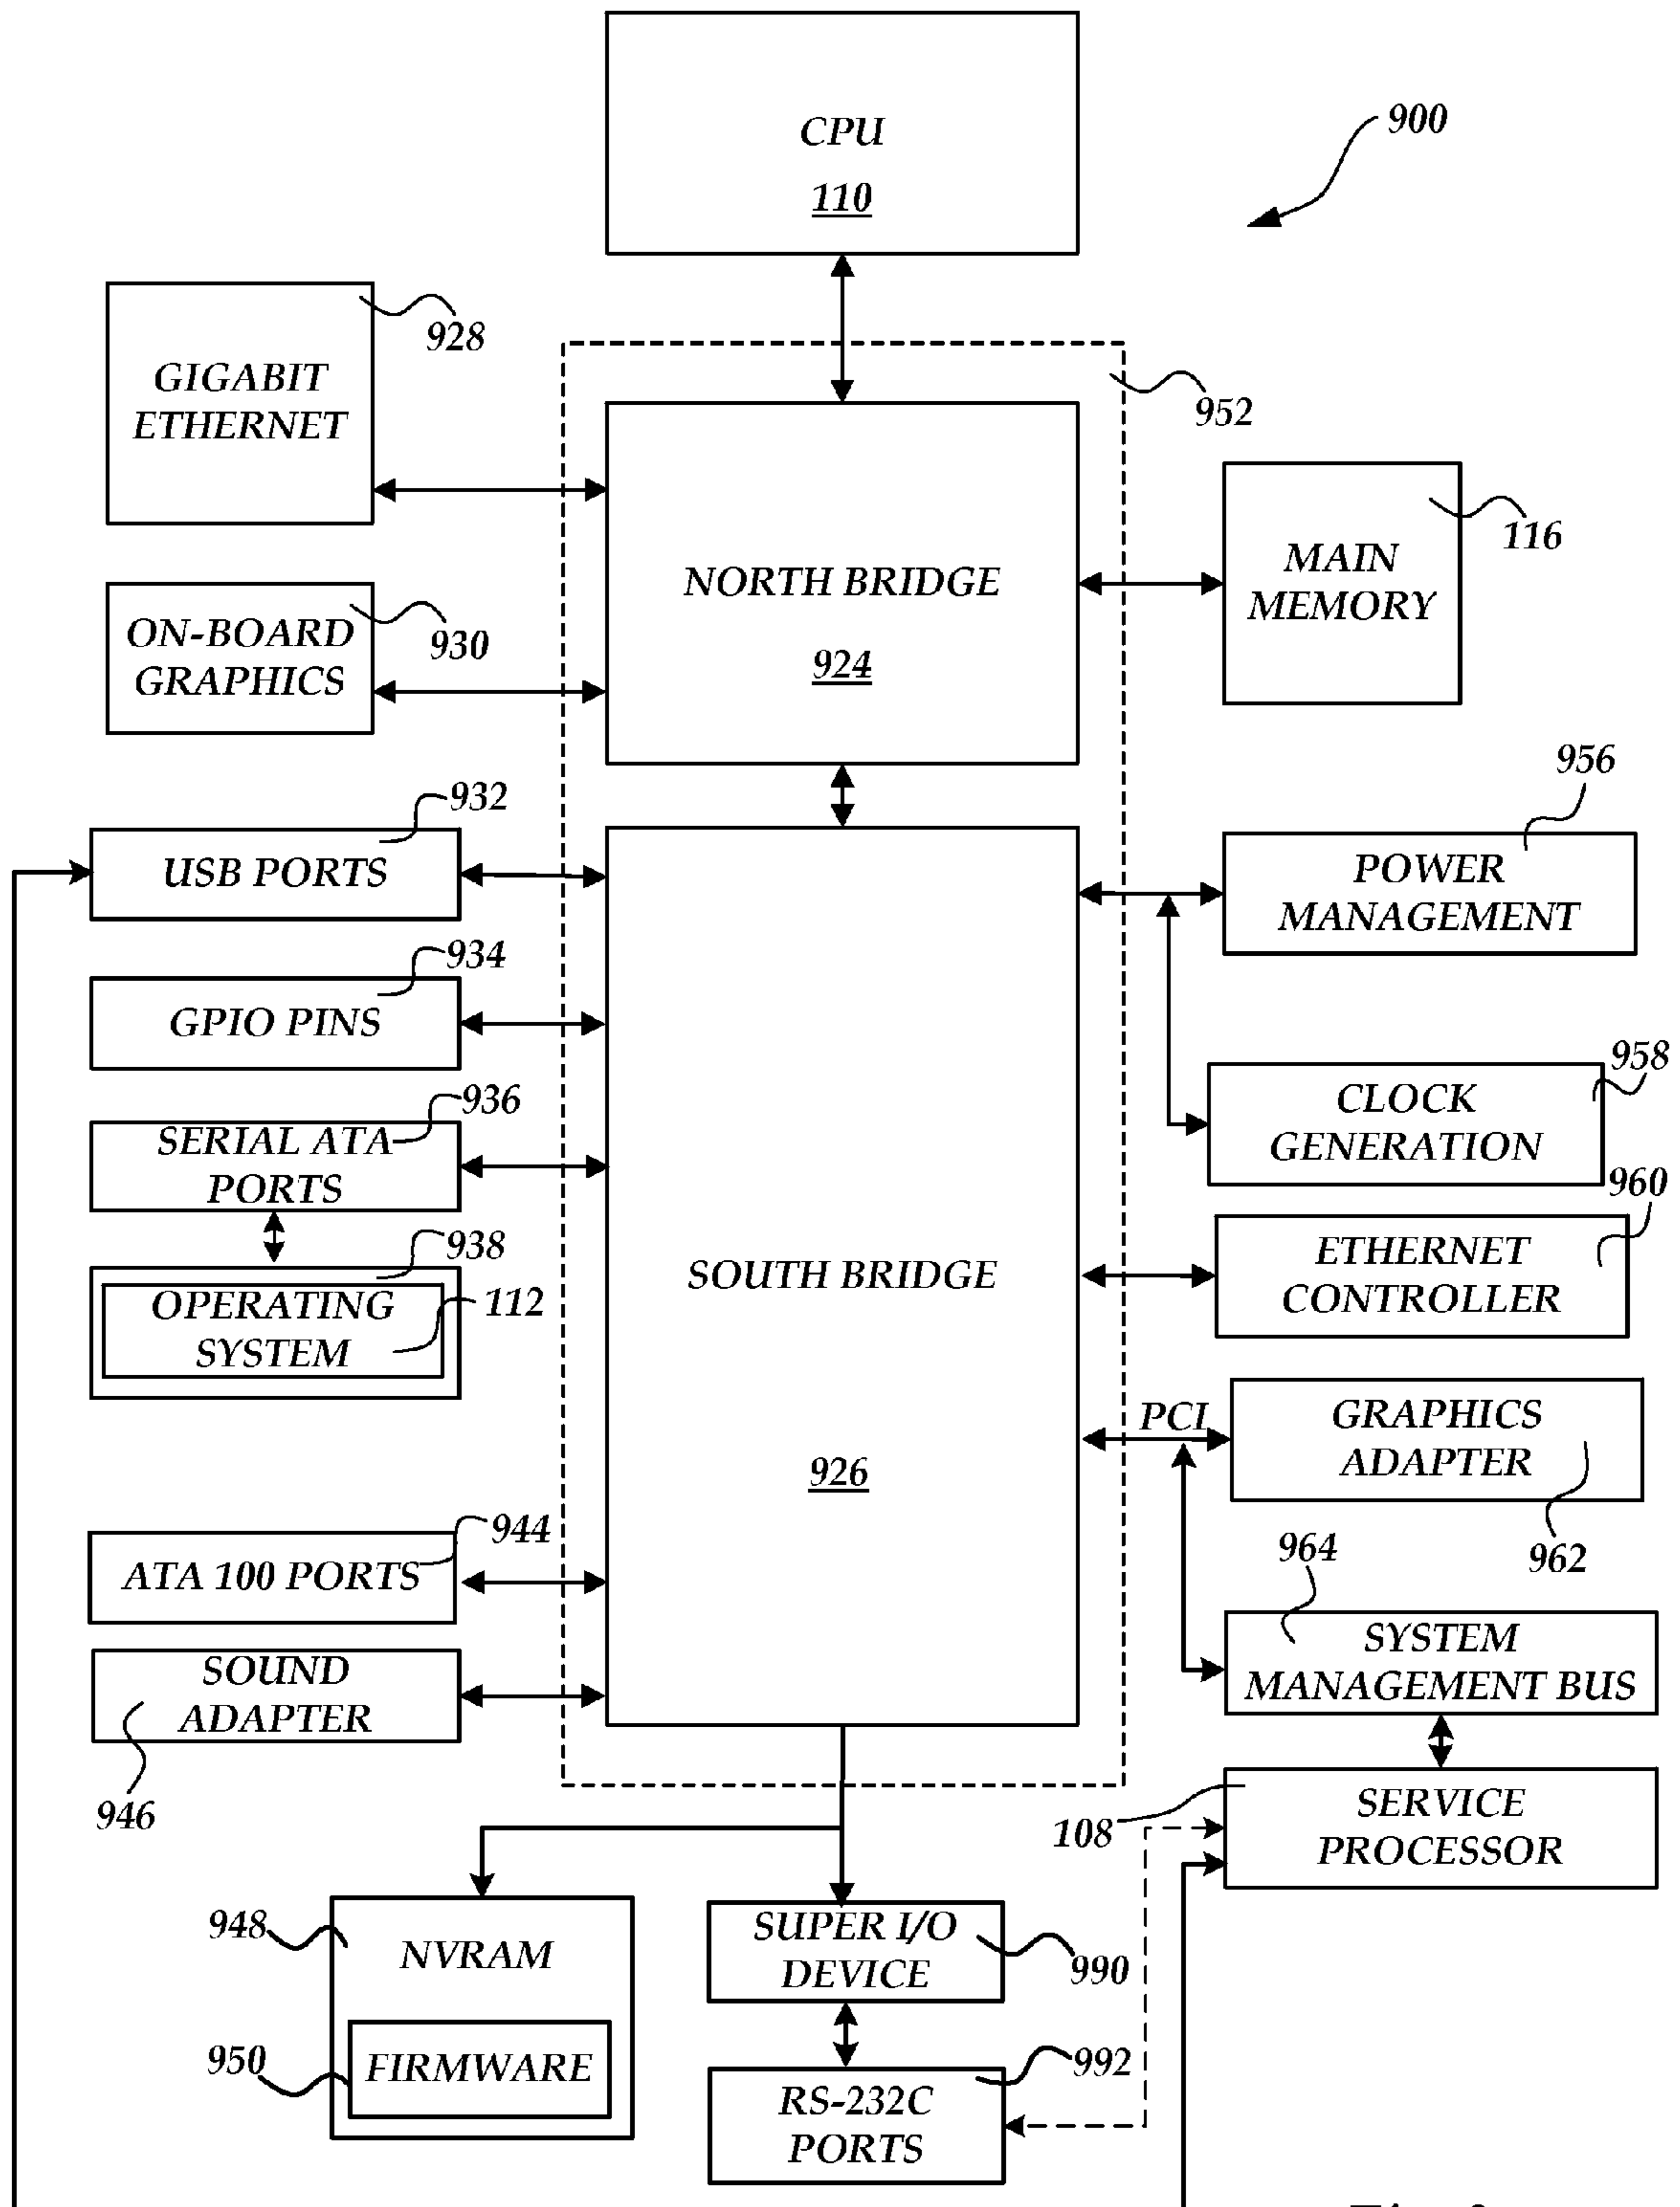 CPU
110
900
GIGABIT
ETHERNET
928
952
NORTH BRIDGE
924
MAIN
MEMORY
116
ON-BOARD
GRAPHICS
930
USB PORTS
932
POWER
MANAGEMENT
956
GPIO PINS
934
CLOCK
GENERATION
958
SERIAL ATA
PORTS
936
938
OPERATING
SYSTEM
112
SOUTH BRIDGE
926
ETHERNET
CONTROLLER
960
PCI
GRAPHICS
ADAPTER
962
ATA 100 PORTS
944
964
SYSTEM
MANAGEMENT BUS
SOUND
ADAPTER
946
108
SERVICE
PROCESSOR
948
NVRAM
950
FIRMWARE
SUPER I/O
DEVICE
990
RS-232C
PORTS
992